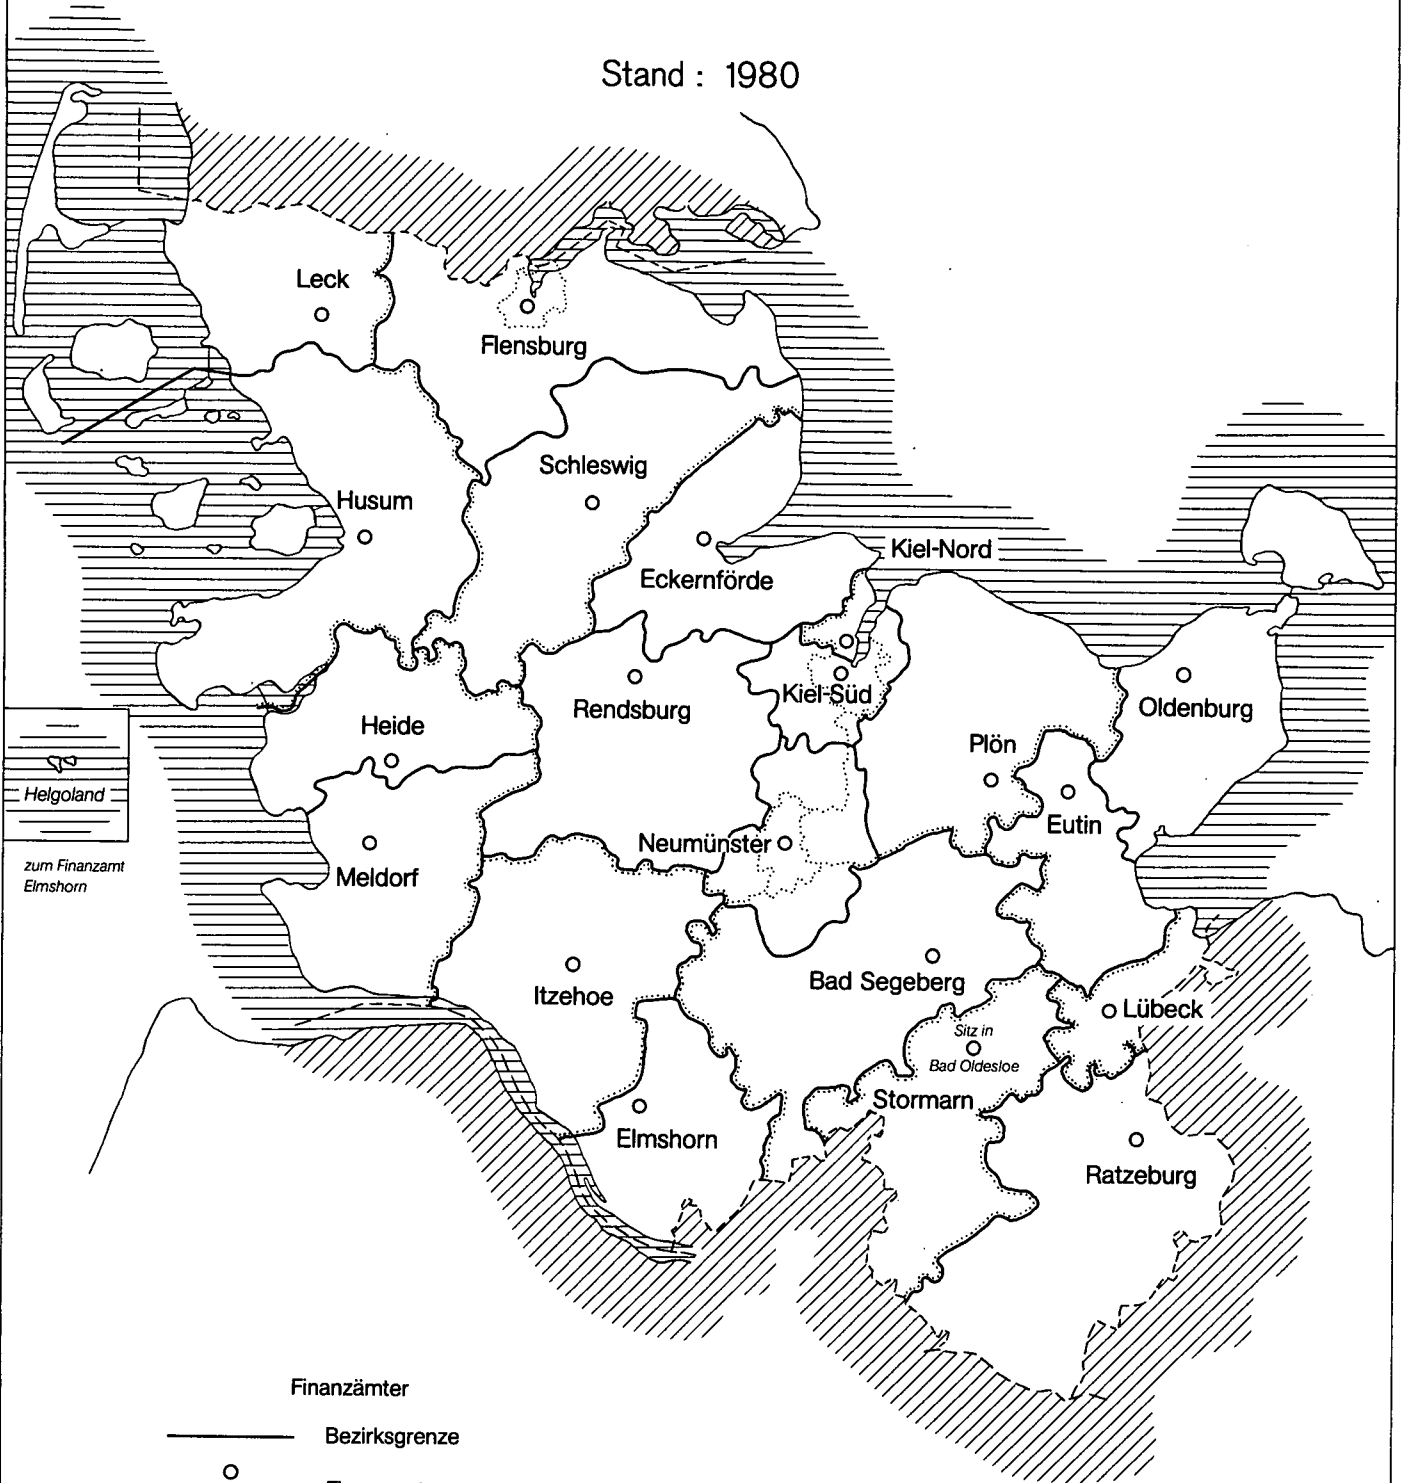 Stand : 1980
Leck
Flensburg
Schleswig
Husum
Kiel-Nord
Eckernförde
Kiel-Süd
Oldenburg
Rendsburg
Heide
Plön
Helgoland
Eutin
Neumünster
zum Finanzamt
Elmshorn
Meldorf
Bad Segeberg
Itzehoe
Lübeck
Sitz in
Bad Oldesloe
Stormarn
Elmshorn
Ratzeburg
Finanzämter
Bezirksgrenze